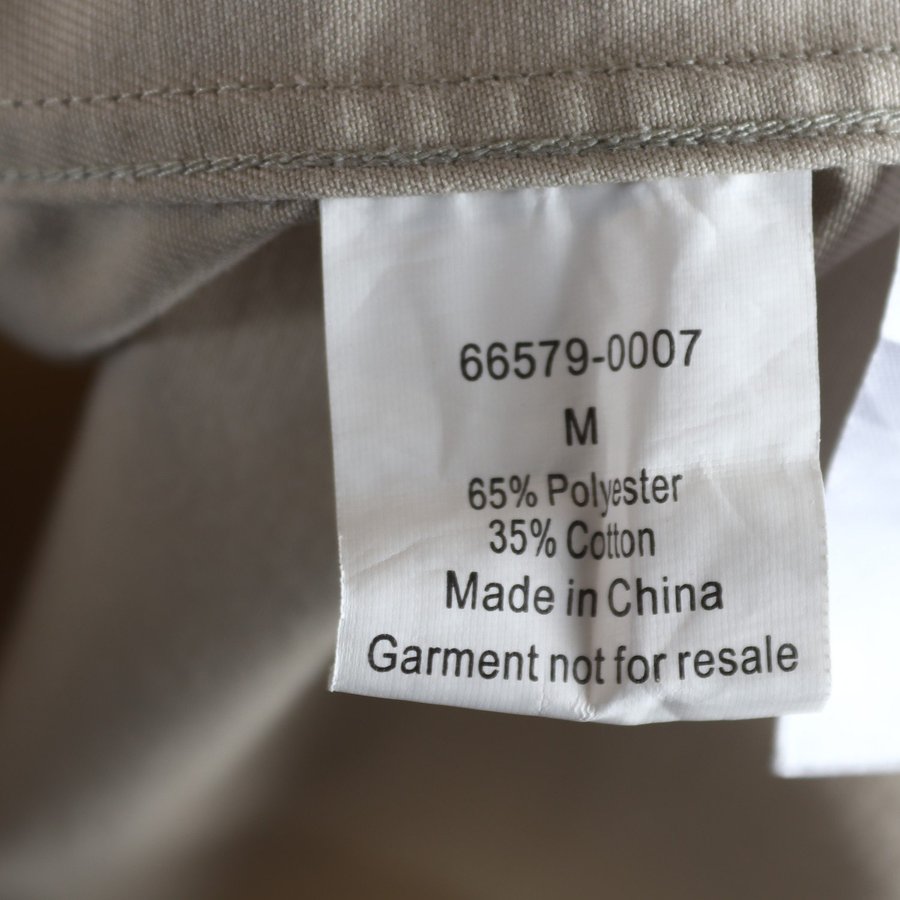 66579-0007
M
65% Polyester
35% Cotton
Made in China
Garment not for resale